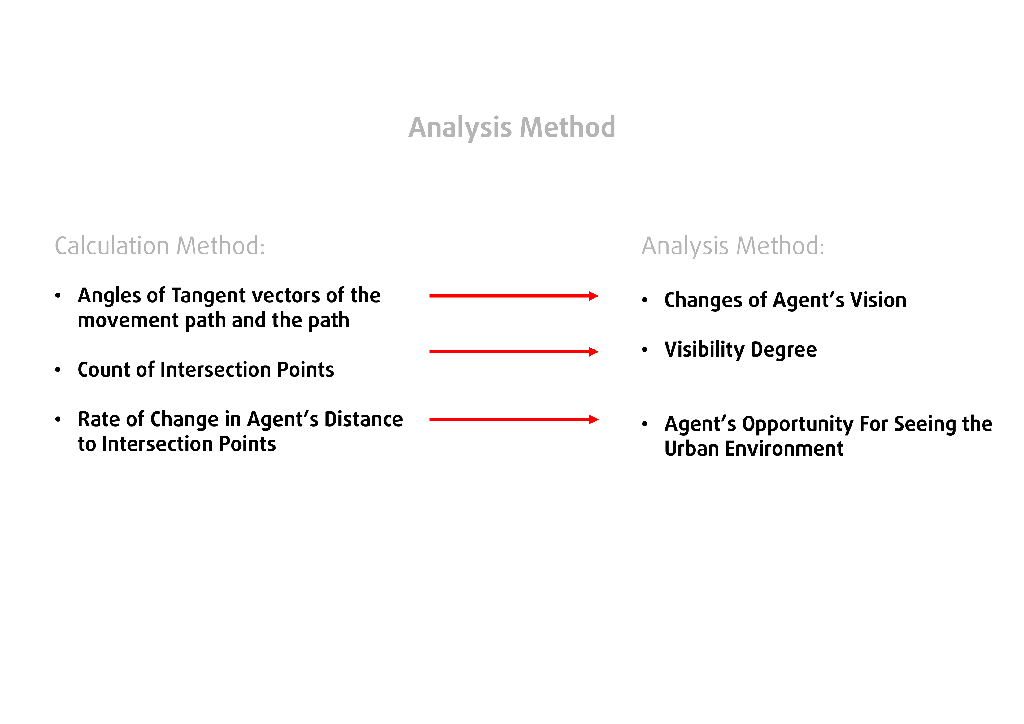 Analysis Method
Calculation Method:
• Angles of Tangent vectors of the
movement path and the path
• Count of Intersection Points
• Rate of Change in Agent's Distance
to Intersection Points
Analysis Method:
• Changes of Agent's Vision
• Visibility Degree
• Agent's Opportunity For Seeing the
Urban Environment